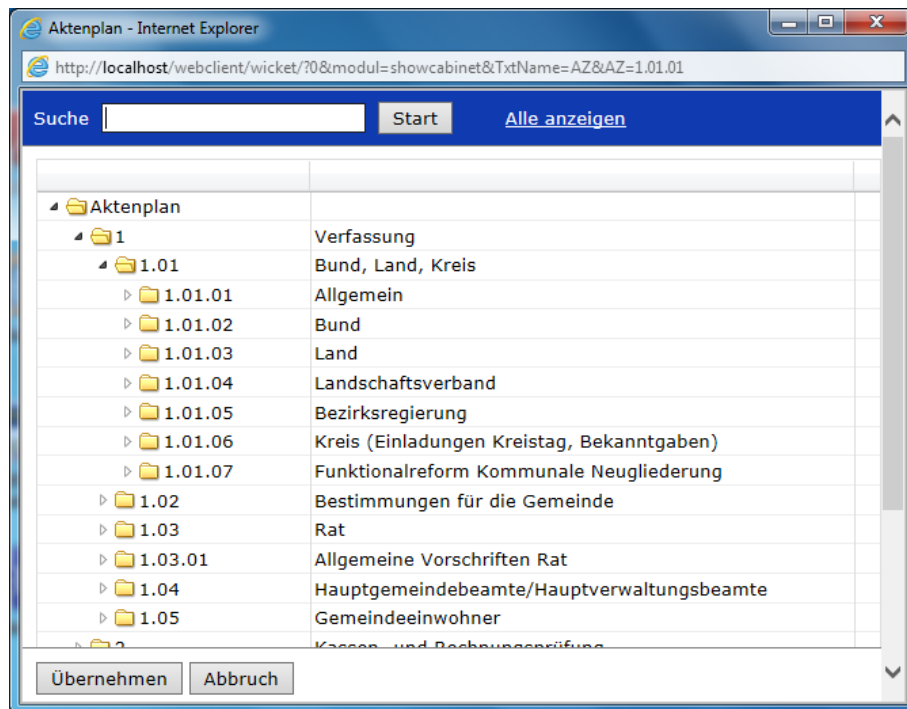 Aktenplan - Internet Explorer
http://localhost/webclient/wicket/?0&modul=showcabinet&TxtName=AZ&AZ=1.01.01
Suche Start Alle anzeigen
Aktenplan
1 Verfassung
1.01 Bund, Land, Kreis
1.01.01 Allgemein
1.01.02 Bund
1.01.03 Land
1.01.04 Landschaftsverband
1.01.05 Bezirksregierung
1.01.06 Kreis (Einladungen Kreistag, Bekanntgaben)
1.01.07 Funktionalreform Kommunale Neugliederung
1.02 Bestimmungen für die Gemeinde
1.03 Rat
1.03.01 Allgemeine Vorschriften Rat
1.04 Hauptgemeindebeamte/Hauptverwaltungsbeamte
1.05 Gemeindeeinwohner
2 Kassen- und Rechnungsprüfung
Übernehmen Abbruch